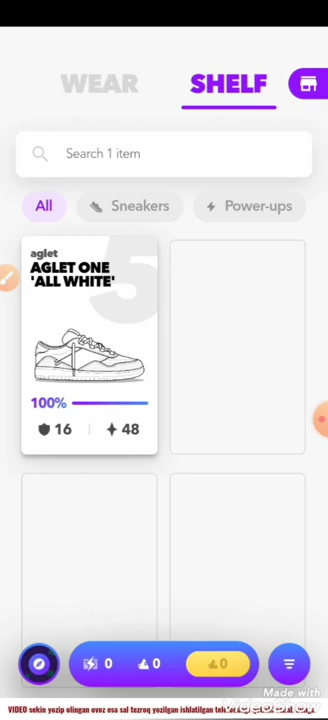 WEAR SHELF
Search 1 item
All Sneakers Power-ups
5
aglet
AGLET ONE
'ALL WHITE'
100%
16 48
0 0 0
Made with
VIDEO sekin yozip olingan ovoz esa sal tezroq yozilgan ishlatilgan